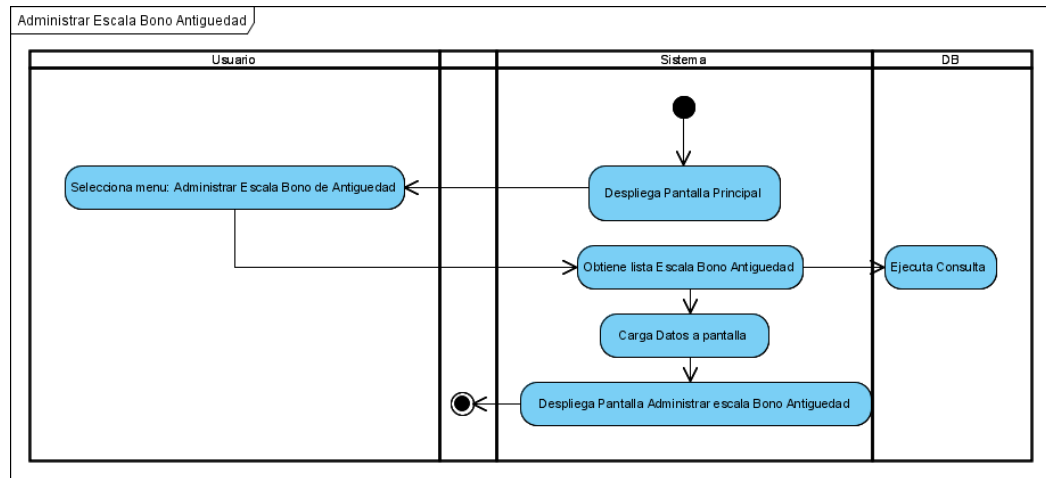 Administrar Escala Bono Antiguedad
Usuario
Sistema
DB
Selecciona menu: Administrar Escala Bono de Antiguedad
Despliega Pantalla Principal
Obtiene lista Escala Bono Antiguedad
Ejecuta Consulta
Carga Datos a pantalla
Despliega Pantalla Administrar escala Bono Antiguedad